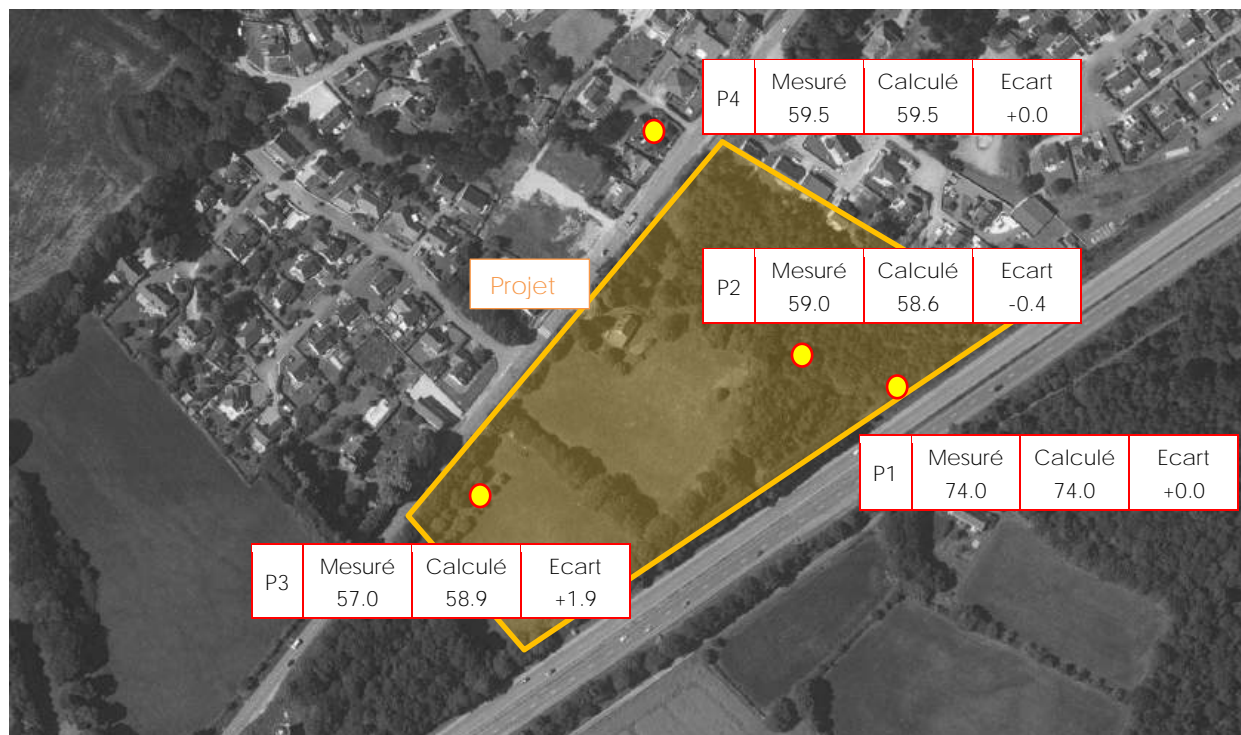 P4 Mesuré Calculé Ecart
59.5 59.5 +0.0
Projet
P2 Mesuré Calculé Ecart
59.0 58.6 -0.4
P1 Mesuré Calculé Ecart
74.0 74.0 +0.0
P3 Mesuré Calculé Ecart
57.0 58.9 +1.9